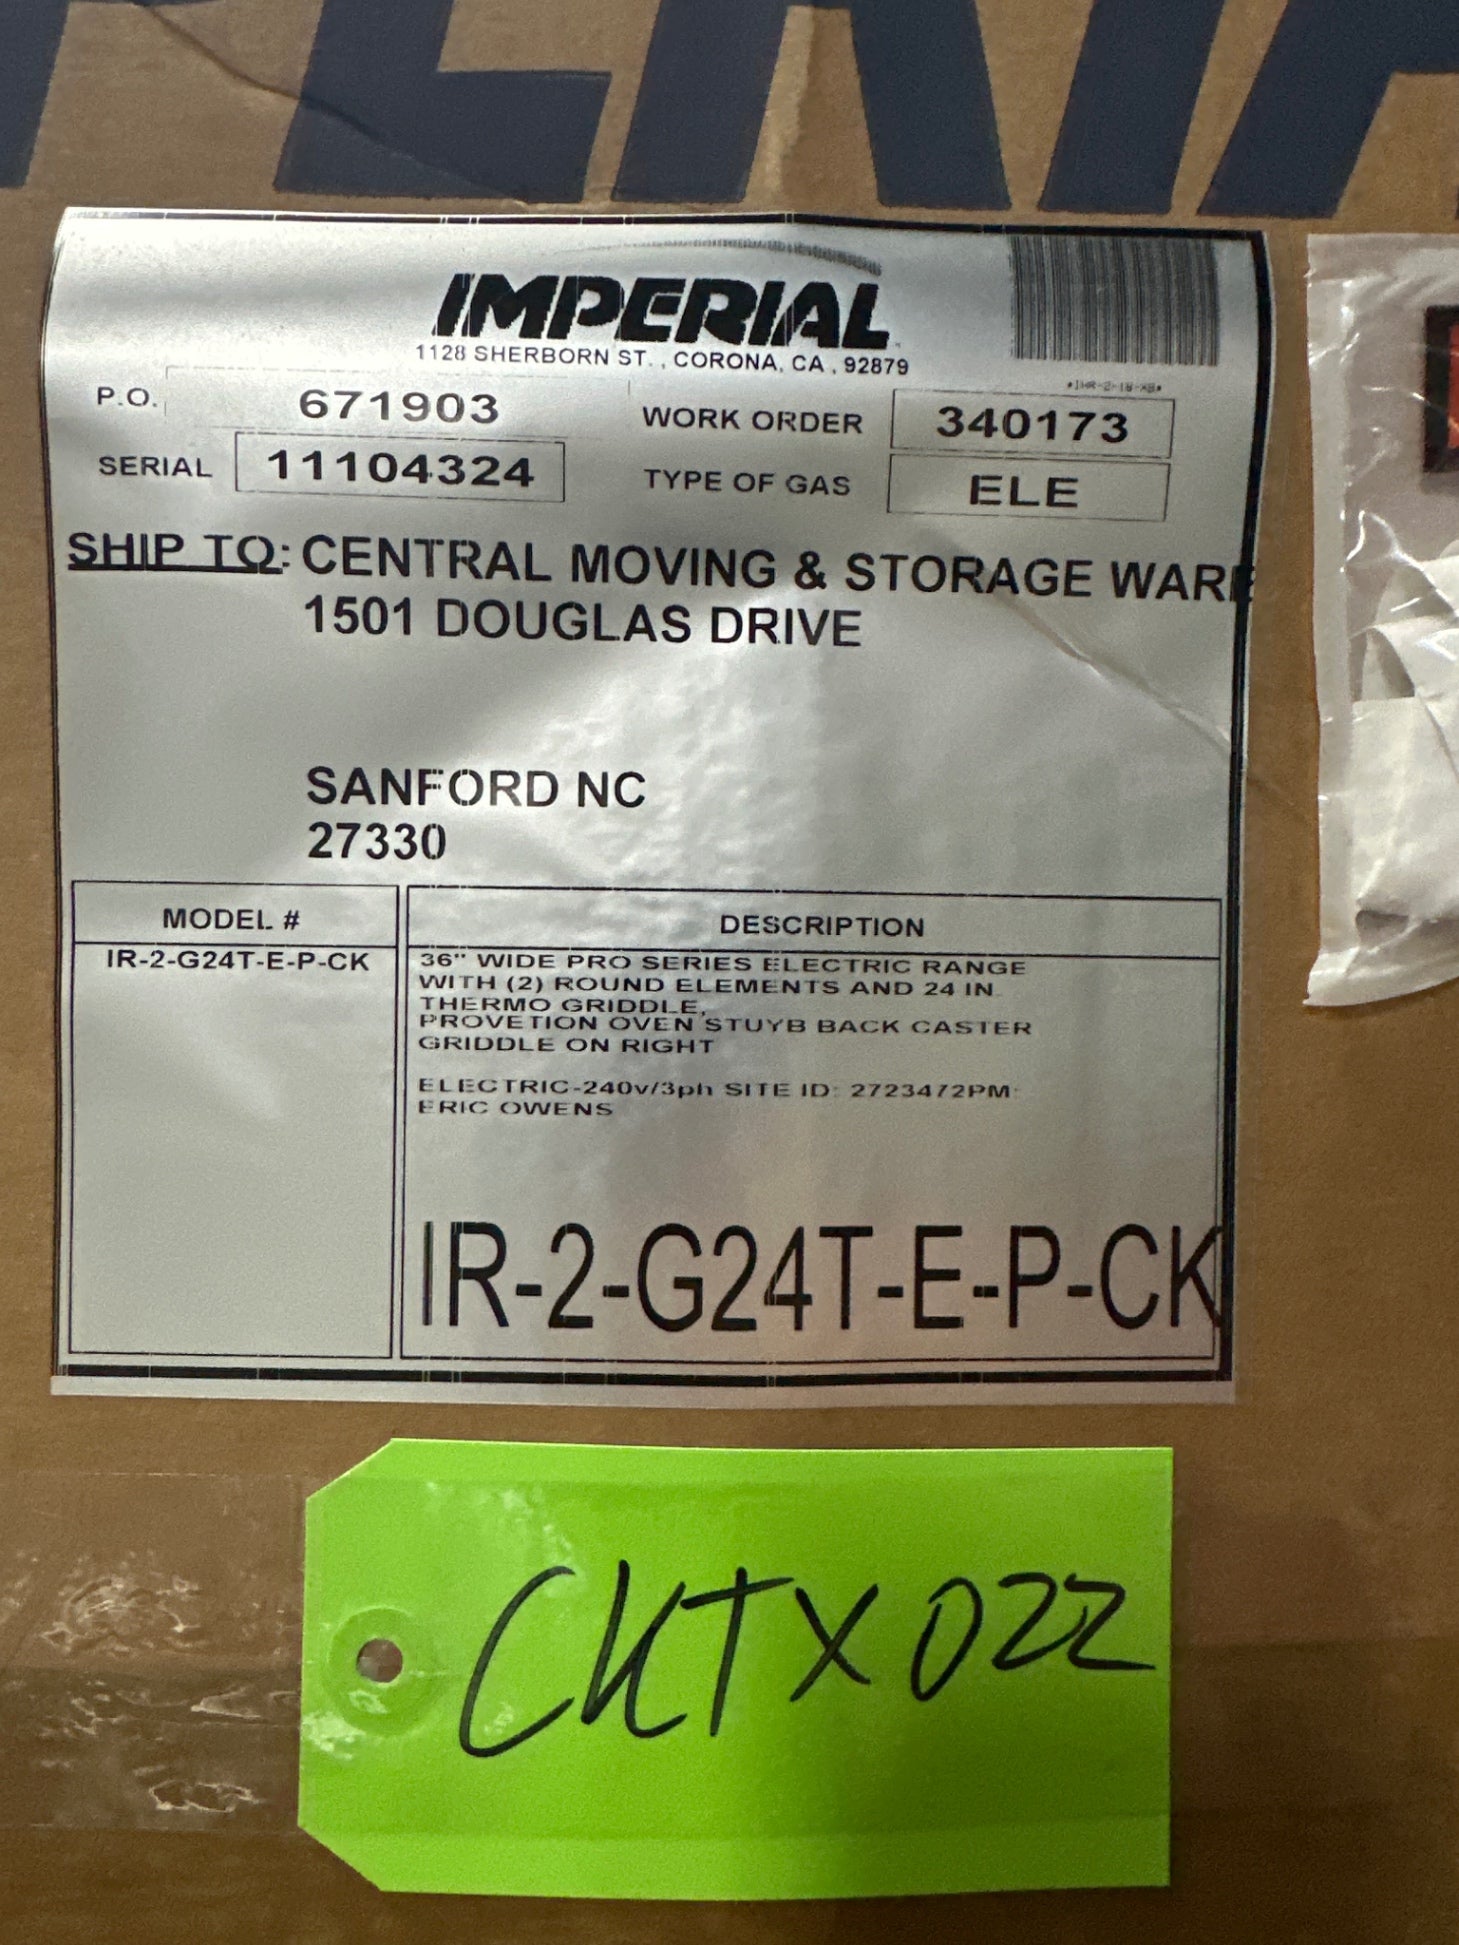 IMPERIAL
1128 SHERBORN ST. , CORONA, CA , 92879
P.O. 671903 WORK ORDER 340173
SERIAL 11104324 TYPE OF GAS ELE
SHIP TO: CENTRAL MOVING & STORAGE WARE
1501 DOUGLAS DRIVE
SANFORD NC
27330
MODEL # DESCRIPTION
IR-2-G24T-E-P-CK
36" WIDE PRO SERIES ELECTRIC RANGE
WITH (2) ROUND ELEMENTS AND 24 IN
THERMO GRIDDLE,
PROVETION OVEN STUYB BACK CASTER
GRIDDLE ON RIGHT
ELECTRIC-240v/3ph SITE ID: 2723472PM:
ERIC OWENS
IR-2-G24T-E-P-CK
CKTX022